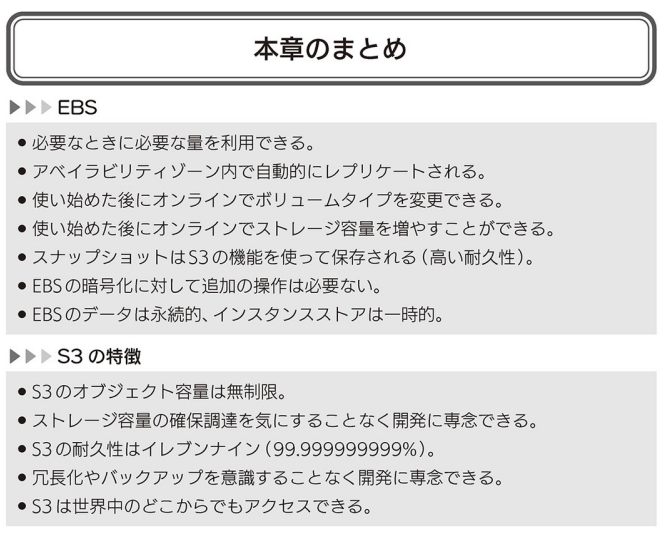 本章のまとめ
▶▶▶ EBS
● 必要なときに必要な量を利用できる。
● アベイラビリティゾーン内で自動的にレプリケートされる。
● 使い始めた後にオンラインでボリュームタイプを変更できる。
● 使い始めた後にオンラインでストレージ容量を増やすことができる。
● スナップショットはS3の機能を使って保存される（高い耐久性）。
● EBSの暗号化に対して追加の操作は必要ない。
● EBSのデータは永続的、インスタンスストアは一時的。
▶▶▶ S3 の特徴
● S3のオブジェクト容量は無制限。
● ストレージ容量の確保調達を気にすることなく開発に専念できる。
● S3の耐久性はイレブンナイン（99.999999999%）。
● 冗長化やバックアップを意識することなく開発に専念できる。
● S3は世界中のどこからでもアクセスできる。